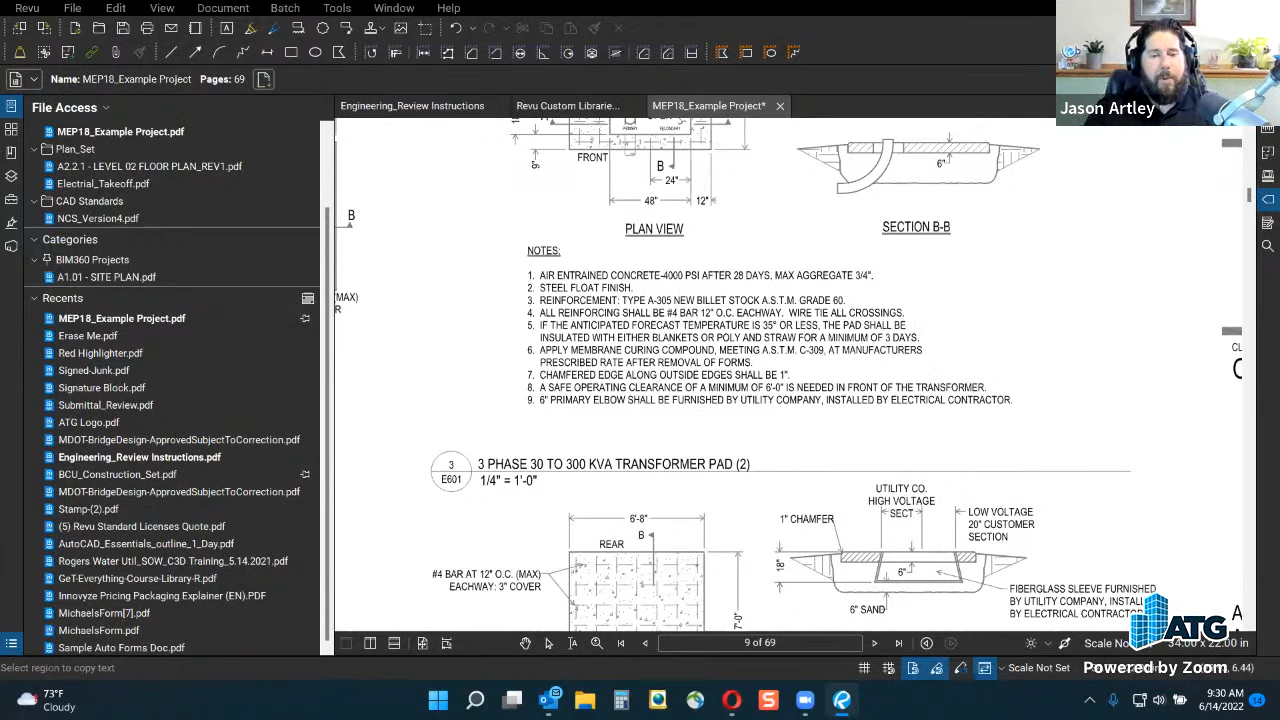 Revu File Edit View Document Batch Tools Window Help
Name: MEP18_Example Project Pages: 69
Jason Artley
File Access
Engineering_Review Instructions
Revu Custom Librarie...
MEP18_Example Project*
MEP18_Example Project.pdf
Plan_Set
A2.2.1 - LEVEL 02 FLOOR PLAN_REV1.pdf
Electrial_Takeoff.pdf
CAD Standards
NCS_Version4.pdf
Categories
BIM360 Projects
A1.01 - SITE PLAN.pdf
Recents
MEP18_Example Project.pdf
Erase Me.pdf
Red Highlighter.pdf
Signed-Junk.pdf
Signature Block.pdf
Submittal_Review.pdf
ATG Logo.pdf
MDOT-BridgeDesign-ApprovedSubjectToCorrection.pdf
Engineering_Review Instructions.pdf
BCU_Construction_Set.pdf
MDOT-BridgeDesign-ApprovedSubjectToCorrection.pdf
Stamp-(2).pdf
(5) Revu Standard Licenses Quote.pdf
AutoCAD_Essentials_outline_1_Day.pdf
Rogers Water Util_SOW_C3D Training_5.14.2021.pdf
GeT-Everything-Course-Library-R.pdf
Innovyze Pricing Packaging Explainer (EN).PDF
MichaelsForm[7].pdf
MichaelsForm.pdf
Sample Auto Forms Doc.pdf
PRIMARY SECONDARY
FRONT
9"
B
24"
48" 12"
6"
B
(MAX)
R
PLAN VIEW
SECTION B-B
NOTES:
1. AIR ENTRAINED CONCRETE-4000 PSI AFTER 28 DAYS, MAX AGGREGATE 3/4".
2. STEEL FLOAT FINISH.
3. REINFORCEMENT: TYPE A-305 NEW BILLET STOCK A.S.T.M. GRADE 60.
4. ALL REINFORCING SHALL BE #4 BAR 12" O.C. EACHWAY. WIRE TIE ALL CROSSINGS.
5. IF THE ANTICIPATED FORECAST TEMPERATURE IS 35° OR LESS, THE PAD SHALL BE
INSULATED WITH EITHER BLANKETS OR POLY AND STRAW FOR A MINIMUM OF 3 DAYS.
6. APPLY MEMBRANE CURING COMPOUND, MEETING A.S.T.M. C-309, AT MANUFACTURERS
PRESCRIBED RATE AFTER REMOVAL OF FORMS.
7. CHAMFERED EDGE ALONG OUTSIDE EDGES SHALL BE 1".
8. A SAFE OPERATING CLEARANCE OF A MINIMUM OF 6'-0" IS NEEDED IN FRONT OF THE TRANSFORMER.
9. 6" PRIMARY ELBOW SHALL BE FURNISHED BY UTILITY COMPANY, INSTALLED BY ELECTRICAL CONTRACTOR.
3
E601
3 PHASE 30 TO 300 KVA TRANSFORMER PAD (2)
1/4" = 1'-0"
6'-8"
REAR
B
#4 BAR AT 12" O.C. (MAX)
EACHWAY: 3" COVER
7'-0"
UTILITY CO.
HIGH VOLTAGE
SECT
1" CHAMFER
LOW VOLTAGE
20" CUSTOMER
SECTION
18"
6"
6" SAND
FIBERGLASS SLEEVE FURNISHED
BY UTILITY COMPANY, INSTALL
BY ELECTRICAL CONTRACTOR
CL
ATG
9 of 69
34.00 x 22.00
Select region to copy text
Scale Not Set
6.44)
Powered by Zoom
73°F
Cloudy
9:30 AM
6/14/2022
14